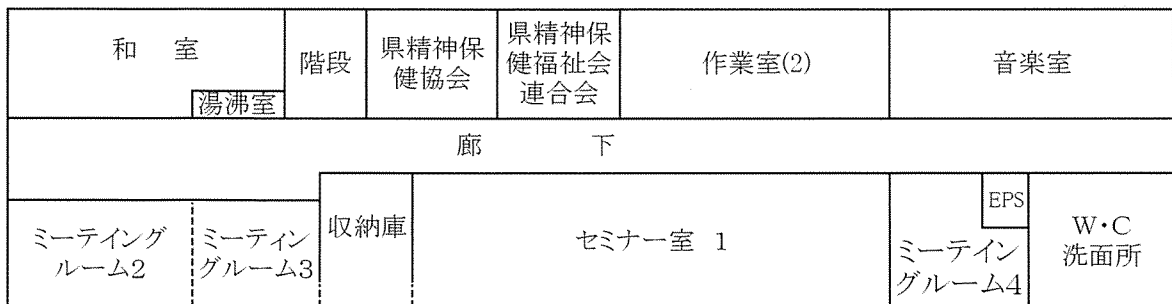 和 室
湯沸室
階段
県精神保
健協会
県精神保
健福祉会
連合会
作業室(2)
音楽室
廊 下
ミーテイング
ルーム2
ミーティン
グルーム3
収納庫
セミナー室 1
EPS
ミーテイン
グルーム4
W・C
洗面所